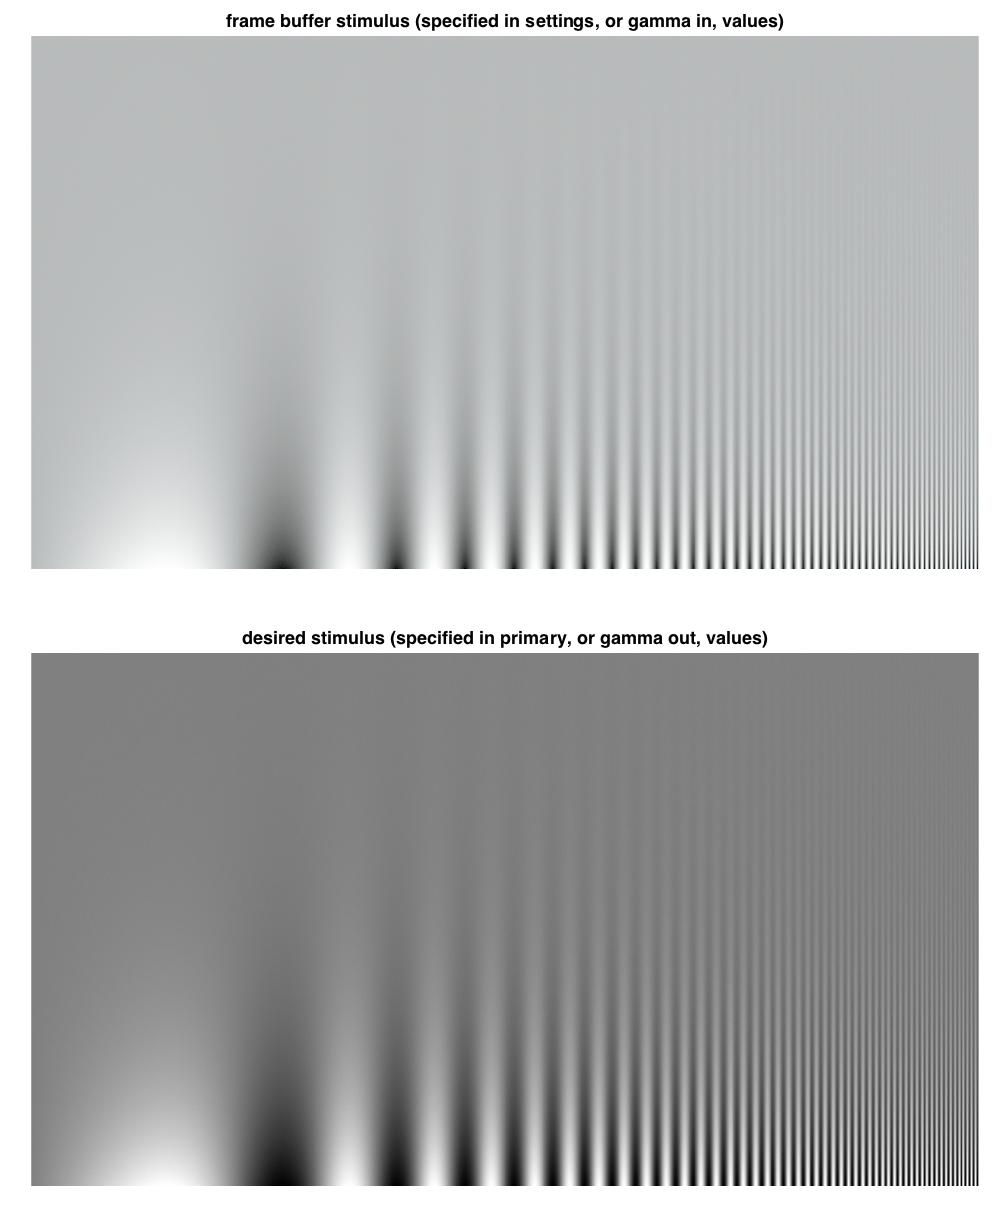 frame buffer stimulus (specified in settings, or gamma in, values)
desired stimulus (specified in primary, or gamma out, values)